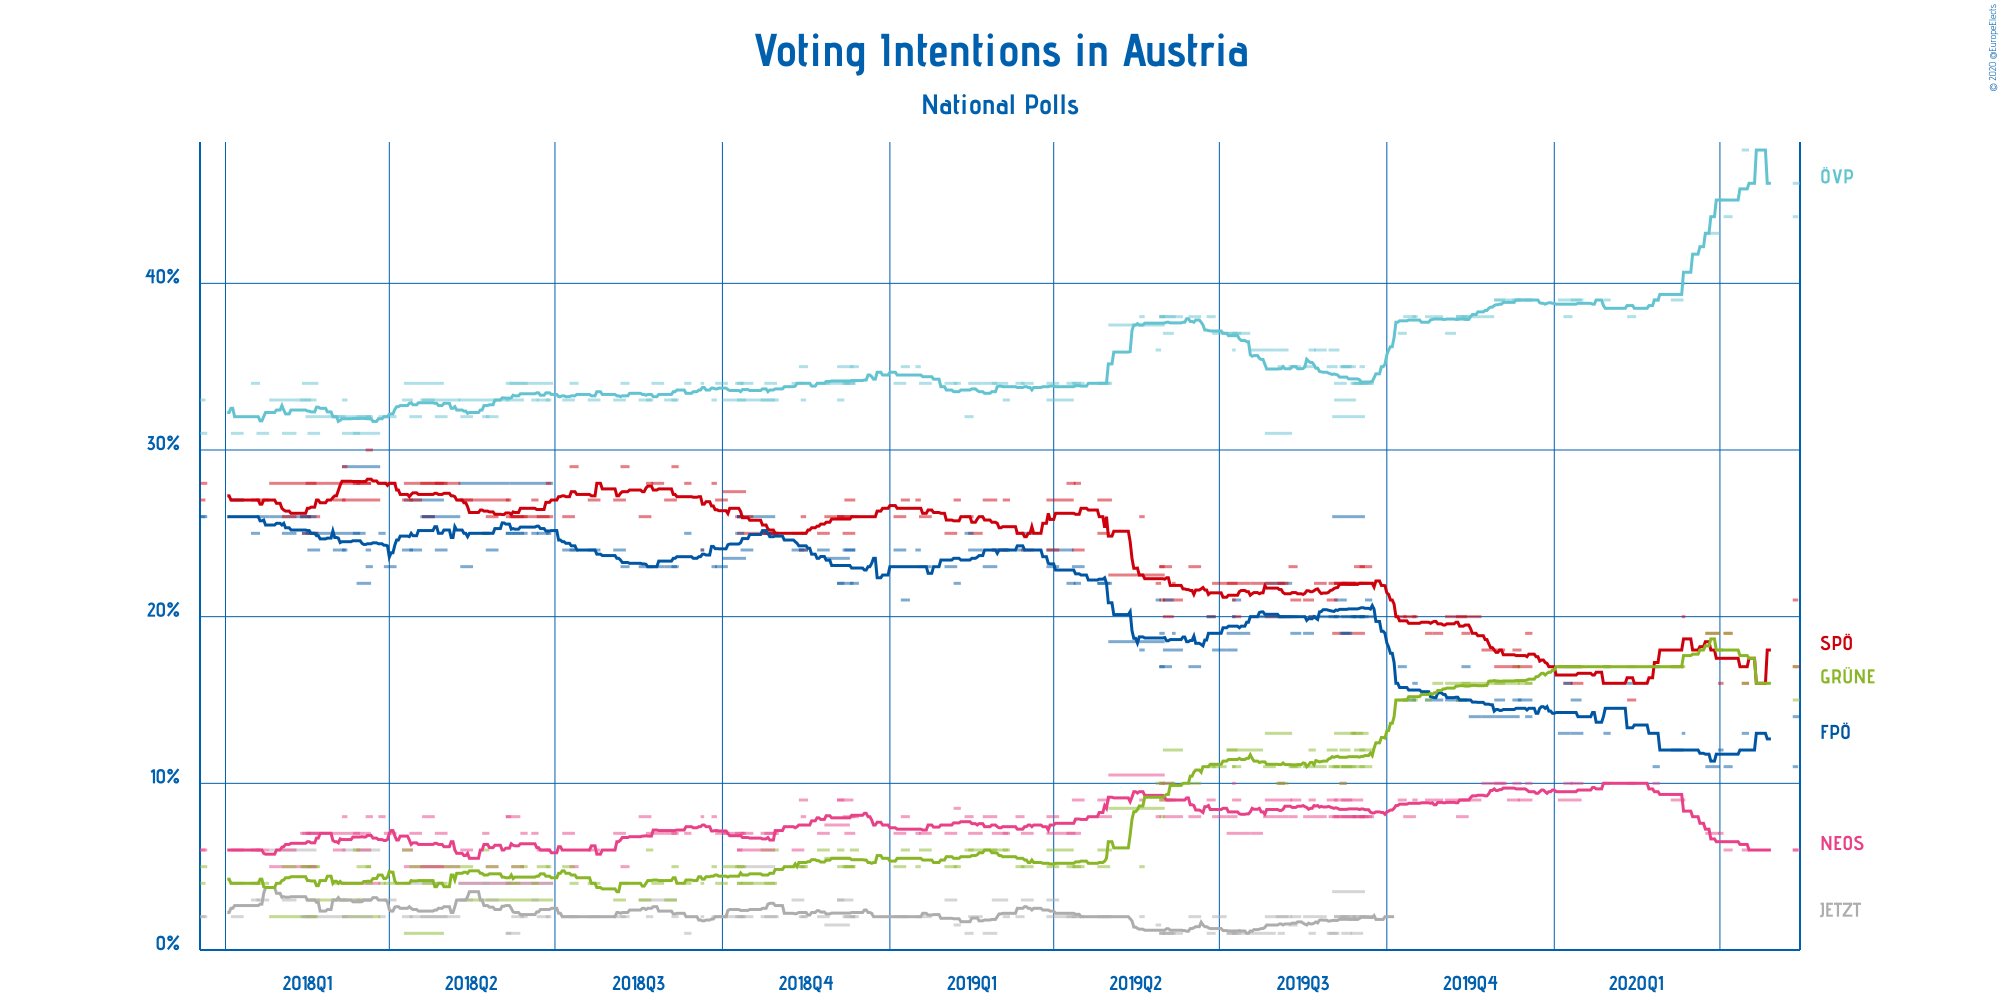 Voting Intentions in Austria
National Polls
© 2020 @EuropeElects
40%
30%
20%
10%
0%
ÖVP
SPÖ
GRÜNE
FPÖ
NEOS
JETZT
2018Q1 2018Q2 2018Q3 2018Q4 2019Q1 2019Q2 2019Q3 2019Q4 2020Q1